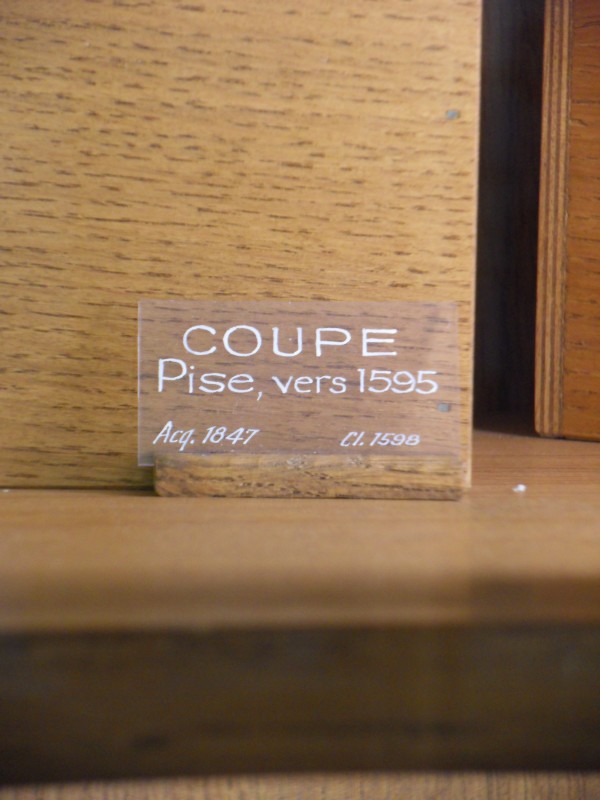 COUPE
Pise, vers 1595
Acq. 1847 Cl. 1598